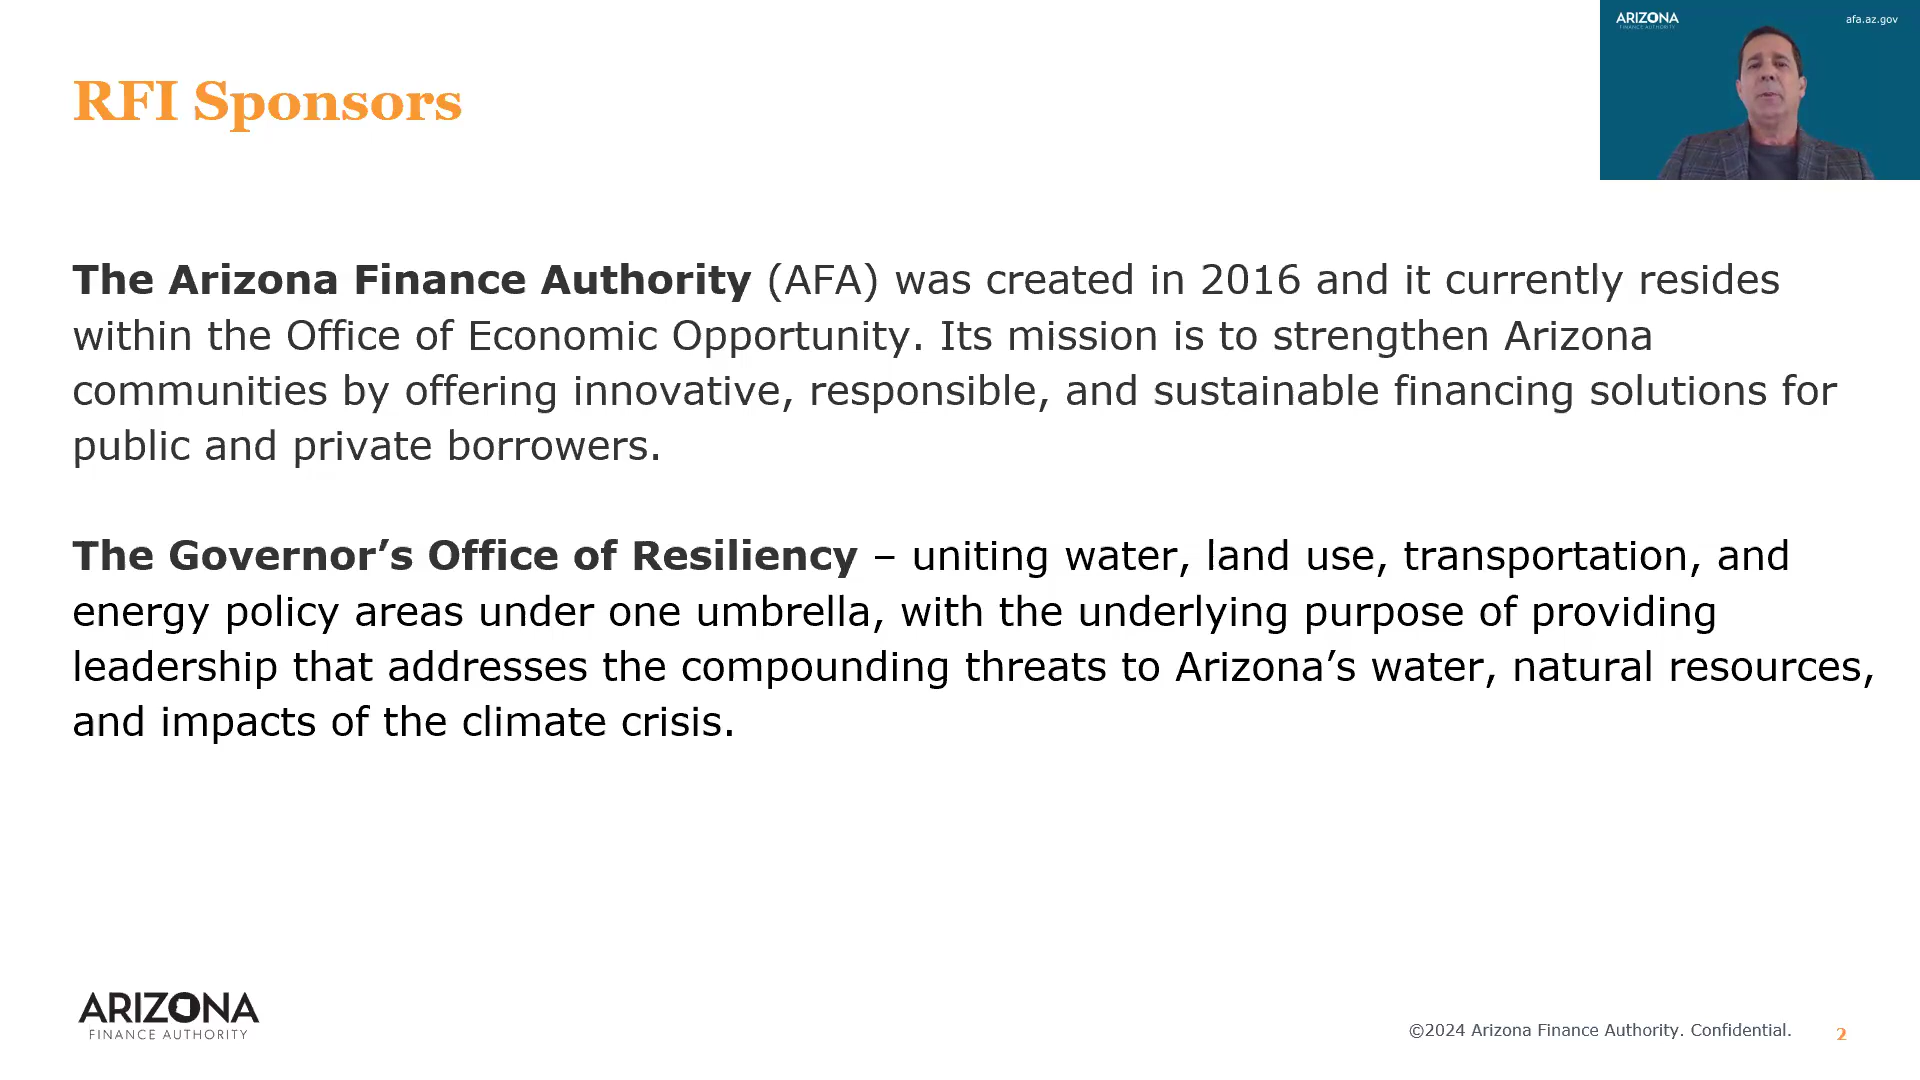 ARIZONA
FINANCE AUTHORITY
afa.az.gov
RFI Sponsors
The Arizona Finance Authority (AFA) was created in 2016 and it currently resides
within the Office of Economic Opportunity. Its mission is to strengthen Arizona
communities by offering innovative, responsible, and sustainable financing solutions for
public and private borrowers.
The Governor’s Office of Resiliency – uniting water, land use, transportation, and
energy policy areas under one umbrella, with the underlying purpose of providing
leadership that addresses the compounding threats to Arizona’s water, natural resources,
and impacts of the climate crisis.
ARIZONA
FINANCE AUTHORITY
©2024 Arizona Finance Authority. Confidential.
2